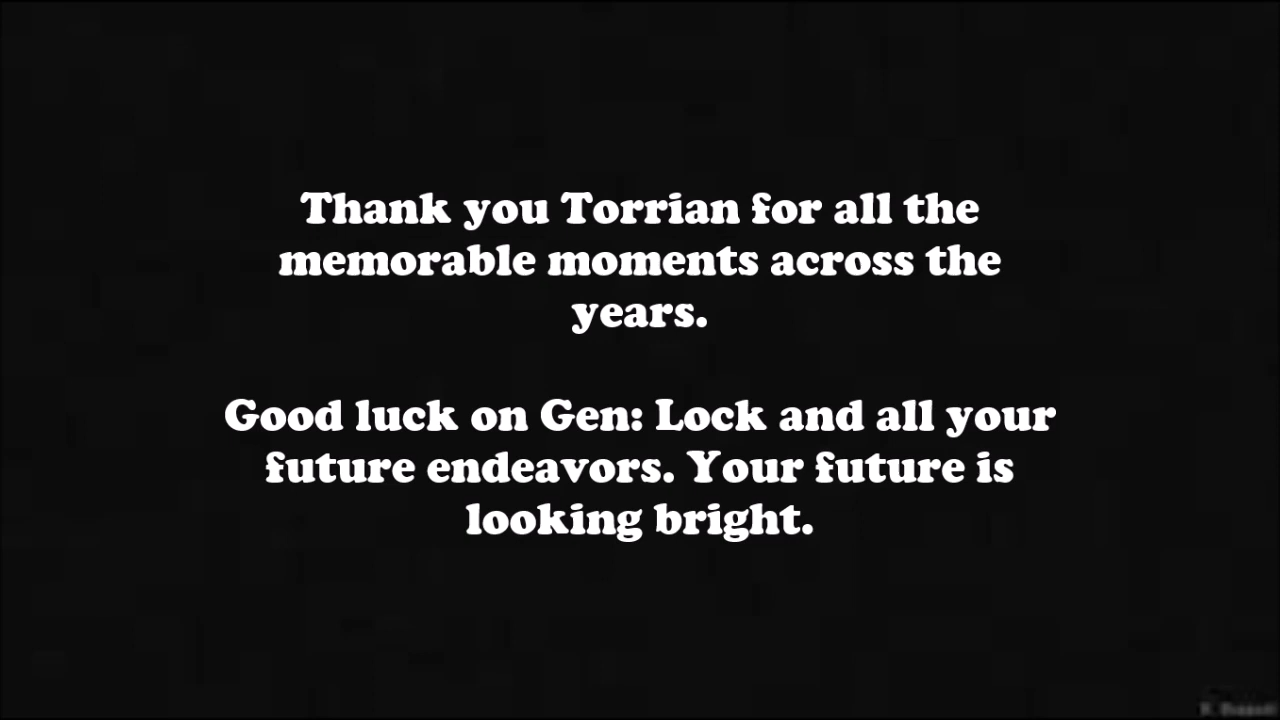 Thank you Torrian for all the
memorable moments across the
years.
Good luck on Gen: Lock and all your
future endeavors. Your future is
looking bright.